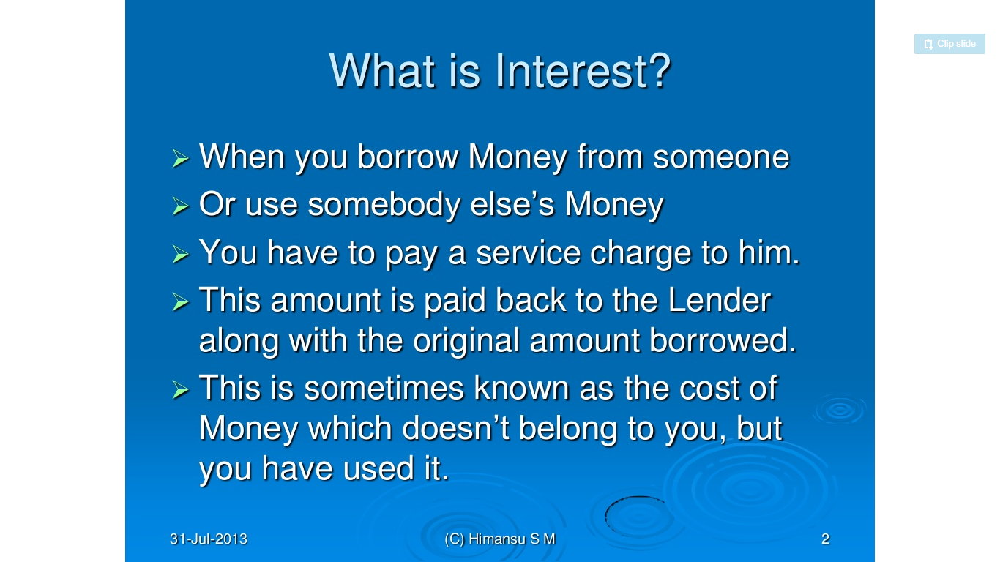 Clip slide
What is Interest?
When you borrow Money from someone
Or use somebody else’s Money
You have to pay a service charge to him.
This amount is paid back to the Lender
along with the original amount borrowed.
This is sometimes known as the cost of
Money which doesn’t belong to you, but
you have used it.
31-Jul-2013
(C) Himansu S M
2